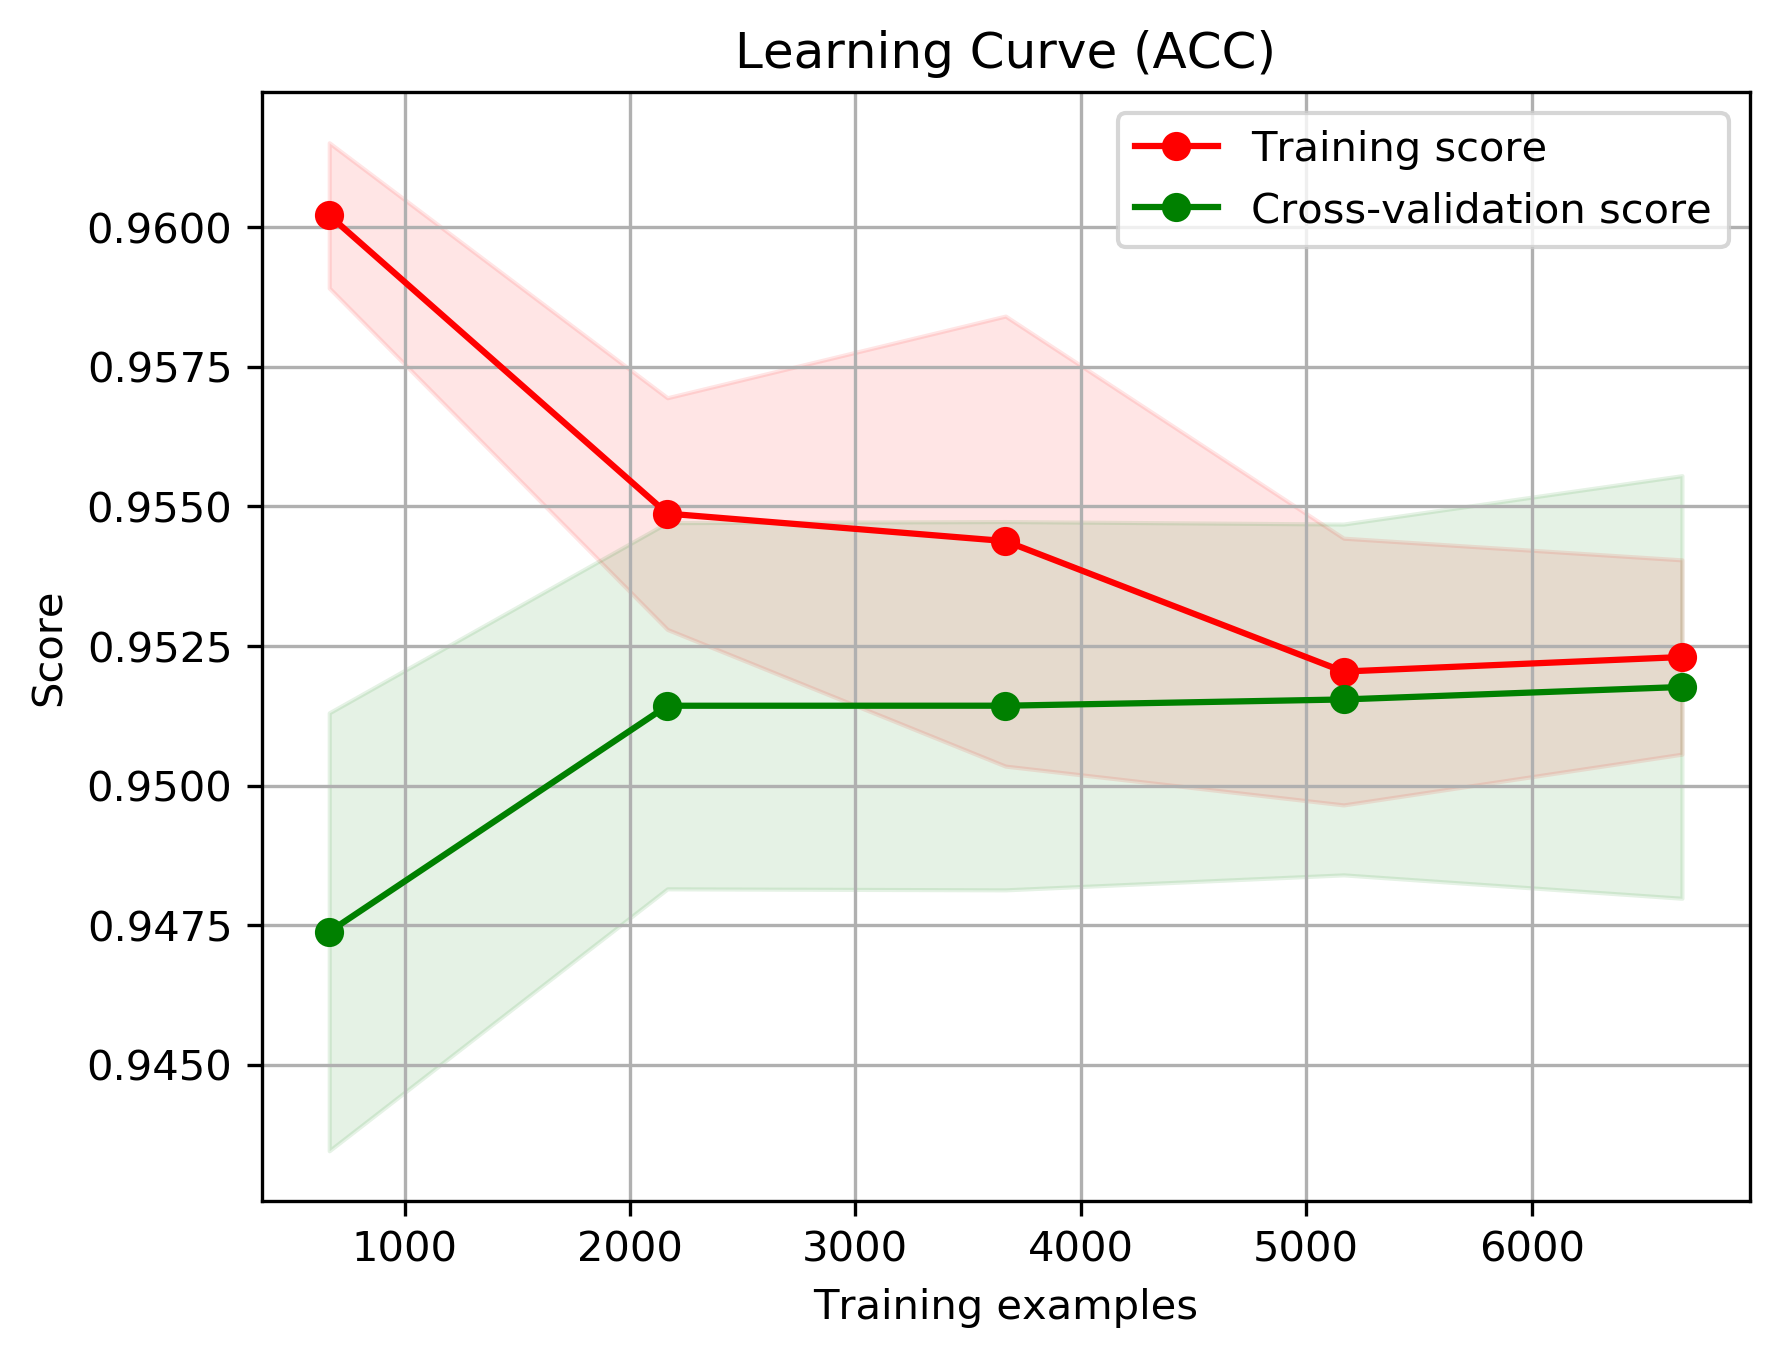 Learning Curve (ACC)
Training score
Cross-validation score
0.9600
0.9575
0.9550
0.9525
0.9500
0.9475
0.9450
Score
1000 2000 3000 4000 5000 6000
Training examples